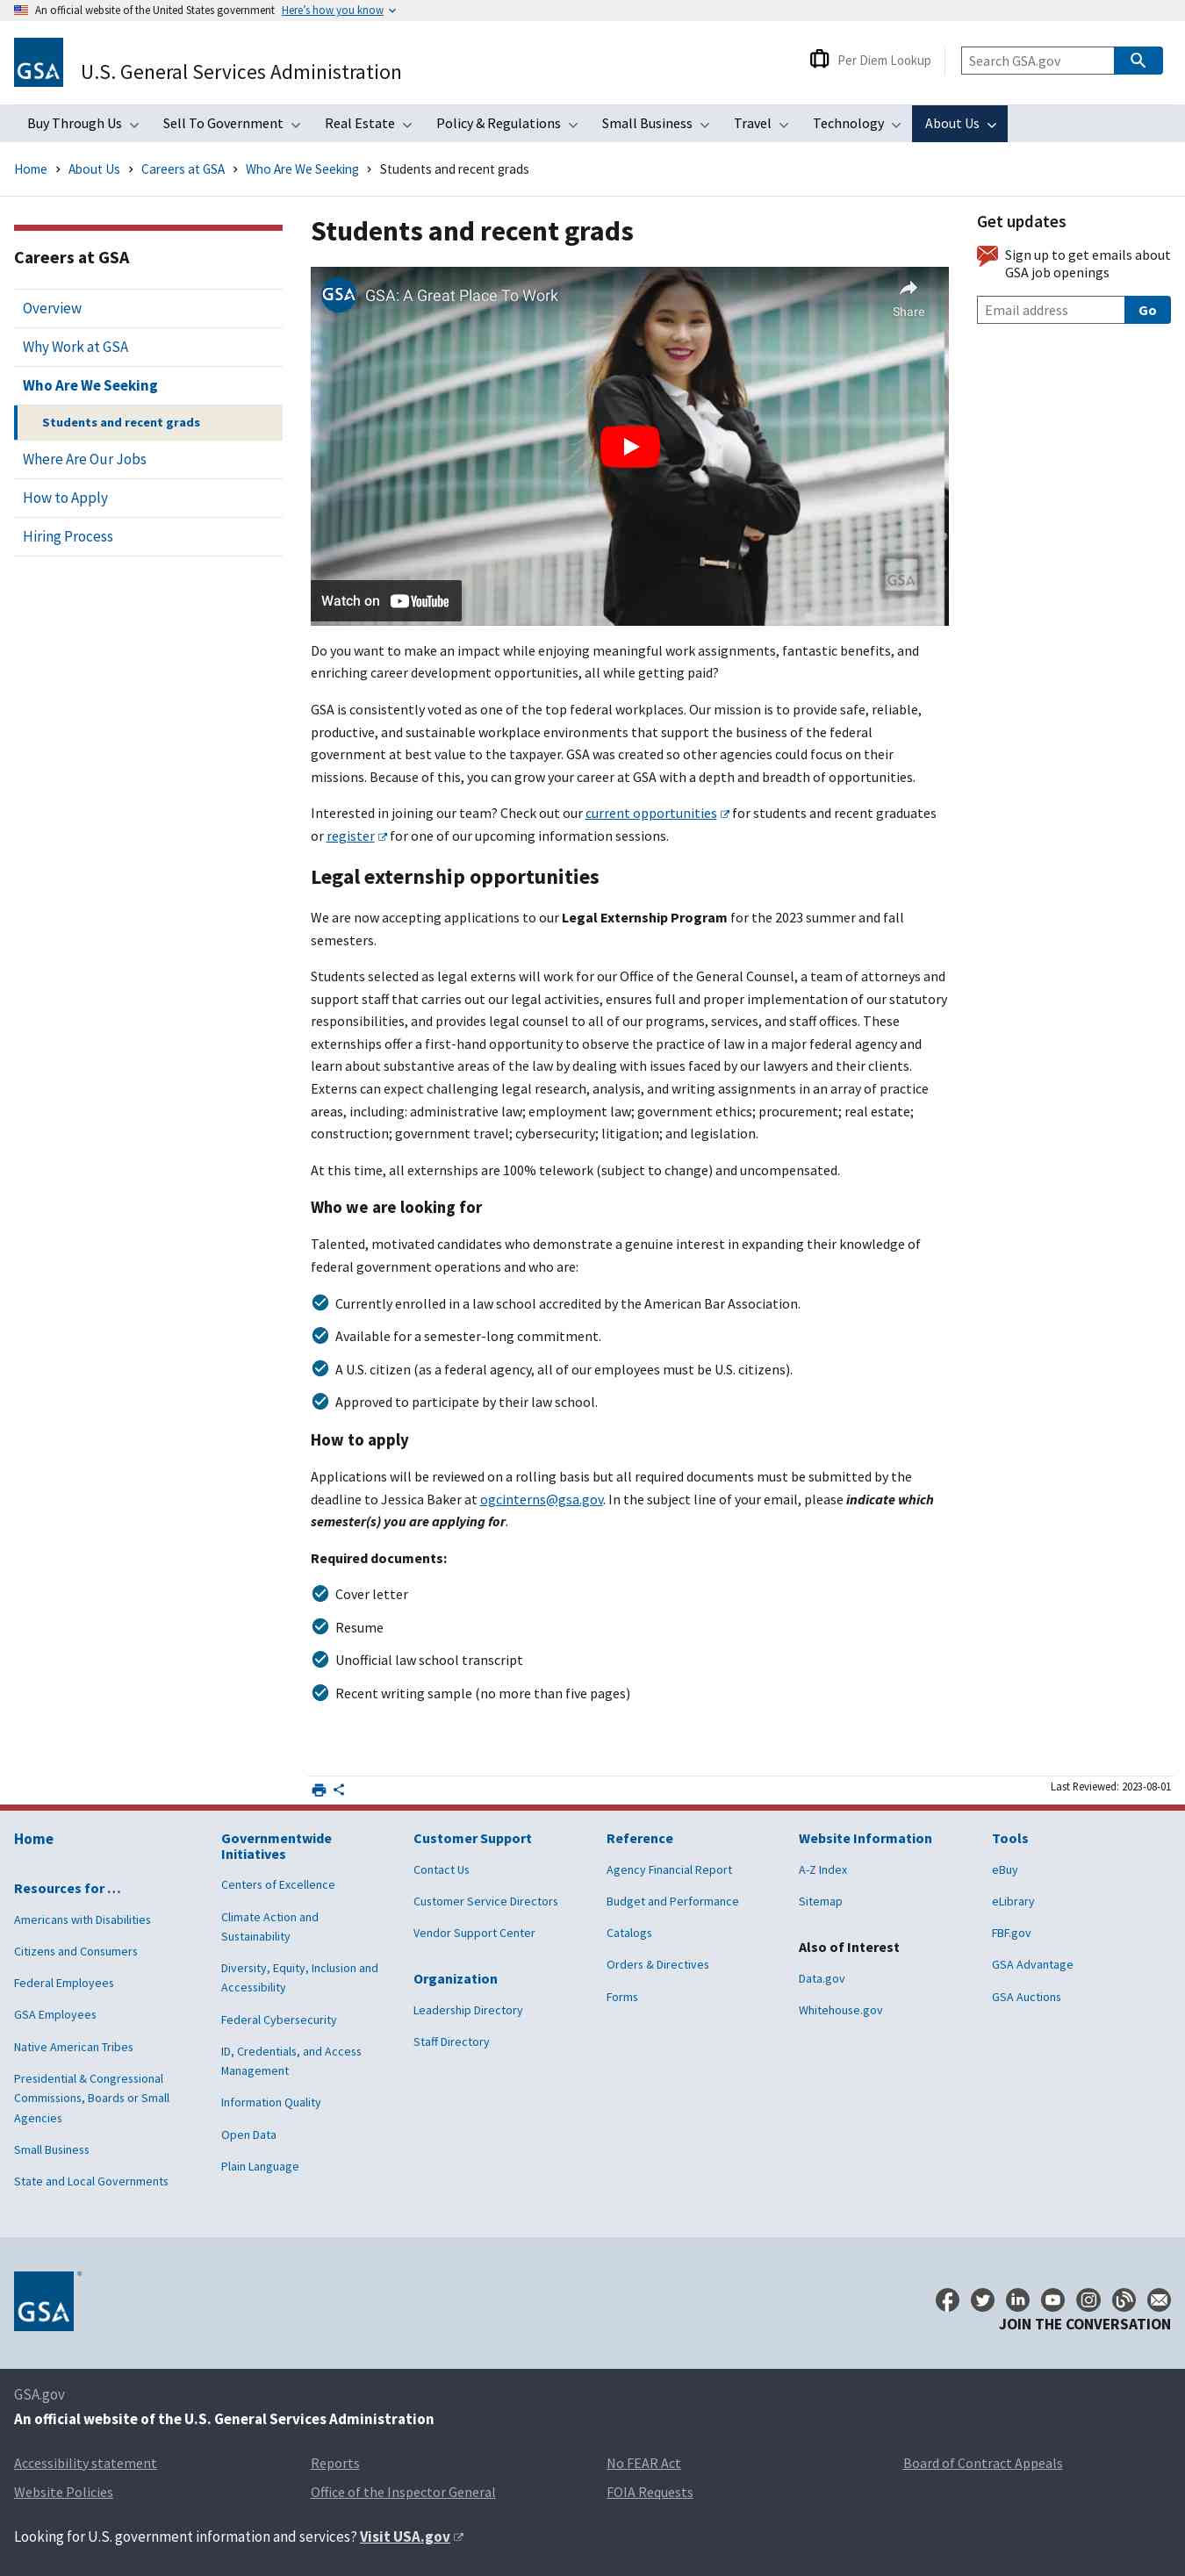 An official website of the United States government Here's how you know
GSA
U.S. General Services Administration
Per Diem Lookup
Search GSA.gov
Buy Through Us
Sell To Government
Real Estate
Policy & Regulations
Small Business
Travel
Technology
About Us
Home > About Us > Careers at GSA > Who Are We Seeking > Students and recent grads
Careers at GSA
Overview
Why Work at GSA
Who Are We Seeking
Students and recent grads
Where Are Our Jobs
How to Apply
Hiring Process
Students and recent grads
GSA
GSA: A Great Place To Work
Share
GSA
Watch on YouTube
Do you want to make an impact while enjoying meaningful work assignments, fantastic benefits, and
enriching career development opportunities, all while getting paid?
GSA is consistently voted as one of the top federal workplaces. Our mission is to provide safe, reliable,
productive, and sustainable workplace environments that support the business of the federal
government at best value to the taxpayer. GSA was created so other agencies could focus on their
missions. Because of this, you can grow your career at GSA with a depth and breadth of opportunities.
Interested in joining our team? Check out our current opportunities for students and recent graduates
or register for one of our upcoming information sessions.
Legal externship opportunities
We are now accepting applications to our Legal Externship Program for the 2023 summer and fall
semesters.
Students selected as legal externs will work for our Office of the General Counsel, a team of attorneys and
support staff that carries out our legal activities, ensures full and proper implementation of our statutory
responsibilities, and provides legal counsel to all of our programs, services, and staff offices. These
externships offer a first-hand opportunity to observe the practice of law in a major federal agency and
learn about substantive areas of the law by dealing with issues faced by our lawyers and their clients.
Externs can expect challenging legal research, analysis, and writing assignments in an array of practice
areas, including: administrative law; employment law; government ethics; procurement; real estate;
construction; government travel; cybersecurity; litigation; and legislation.
At this time, all externships are 100% telework (subject to change) and uncompensated.
Who we are looking for
Talented, motivated candidates who demonstrate a genuine interest in expanding their knowledge of
federal government operations and who are:
Currently enrolled in a law school accredited by the American Bar Association.
Available for a semester-long commitment.
A U.S. citizen (as a federal agency, all of our employees must be U.S. citizens).
Approved to participate by their law school.
How to apply
Applications will be reviewed on a rolling basis but all required documents must be submitted by the
deadline to Jessica Baker at ogcinterns@gsa.gov. In the subject line of your email, please indicate which
semester(s) you are applying for.
Required documents:
Cover letter
Resume
Unofficial law school transcript
Recent writing sample (no more than five pages)
Get updates
Sign up to get emails about
GSA job openings
Email address
Go
Last Reviewed: 2023-08-01
Home
Resources for …
Americans with Disabilities
Citizens and Consumers
Federal Employees
GSA Employees
Native American Tribes
Presidential & Congressional
Commissions, Boards or Small
Agencies
Small Business
State and Local Governments
Governmentwide
Initiatives
Centers of Excellence
Climate Action and
Sustainability
Diversity, Equity, Inclusion and
Accessibility
Federal Cybersecurity
ID, Credentials, and Access
Management
Information Quality
Open Data
Plain Language
Customer Support
Contact Us
Customer Service Directors
Vendor Support Center
Organization
Leadership Directory
Staff Directory
Reference
Agency Financial Report
Budget and Performance
Catalogs
Orders & Directives
Forms
Website Information
A-Z Index
Sitemap
Also of Interest
Data.gov
Whitehouse.gov
Tools
eBuy
eLibrary
FBF.gov
GSA Advantage
GSA Auctions
GSA ®
JOIN THE CONVERSATION
GSA.gov
An official website of the U.S. General Services Administration
Accessibility statement
Reports
No FEAR Act
Board of Contract Appeals
Website Policies
Office of the Inspector General
FOIA Requests
Looking for U.S. government information and services? Visit USA.gov